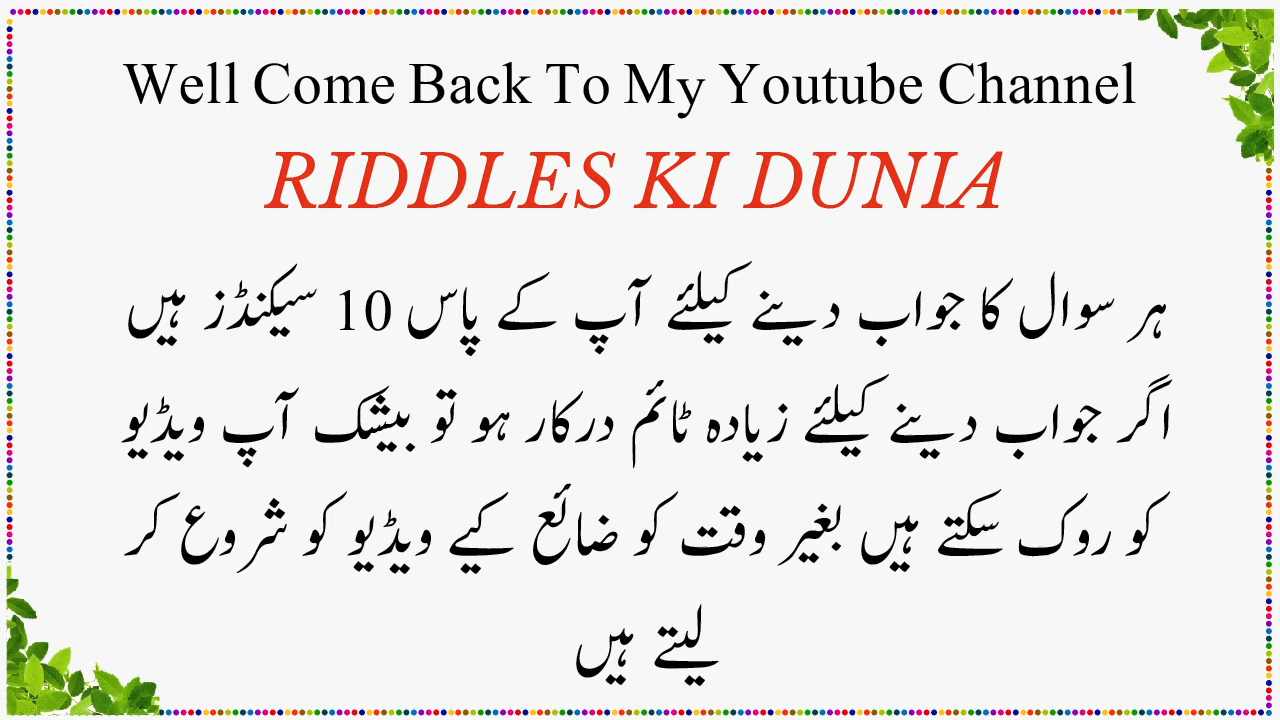 Well Come Back To My Youtube Channel
RIDDLES KI DUNIA
ہر سوال کا جواب دینے کیلئے آپ کے پاس 10 سیکنڈز ہیں
اگر جواب دینے کیلئے زیادہ ٹائم درکار ہو تو بیشک آپ ویڈیو
کو روک سکتے ہیں بغیر وقت کو ضائع کیے ویڈیو کو شروع کر
لیتے ہیں